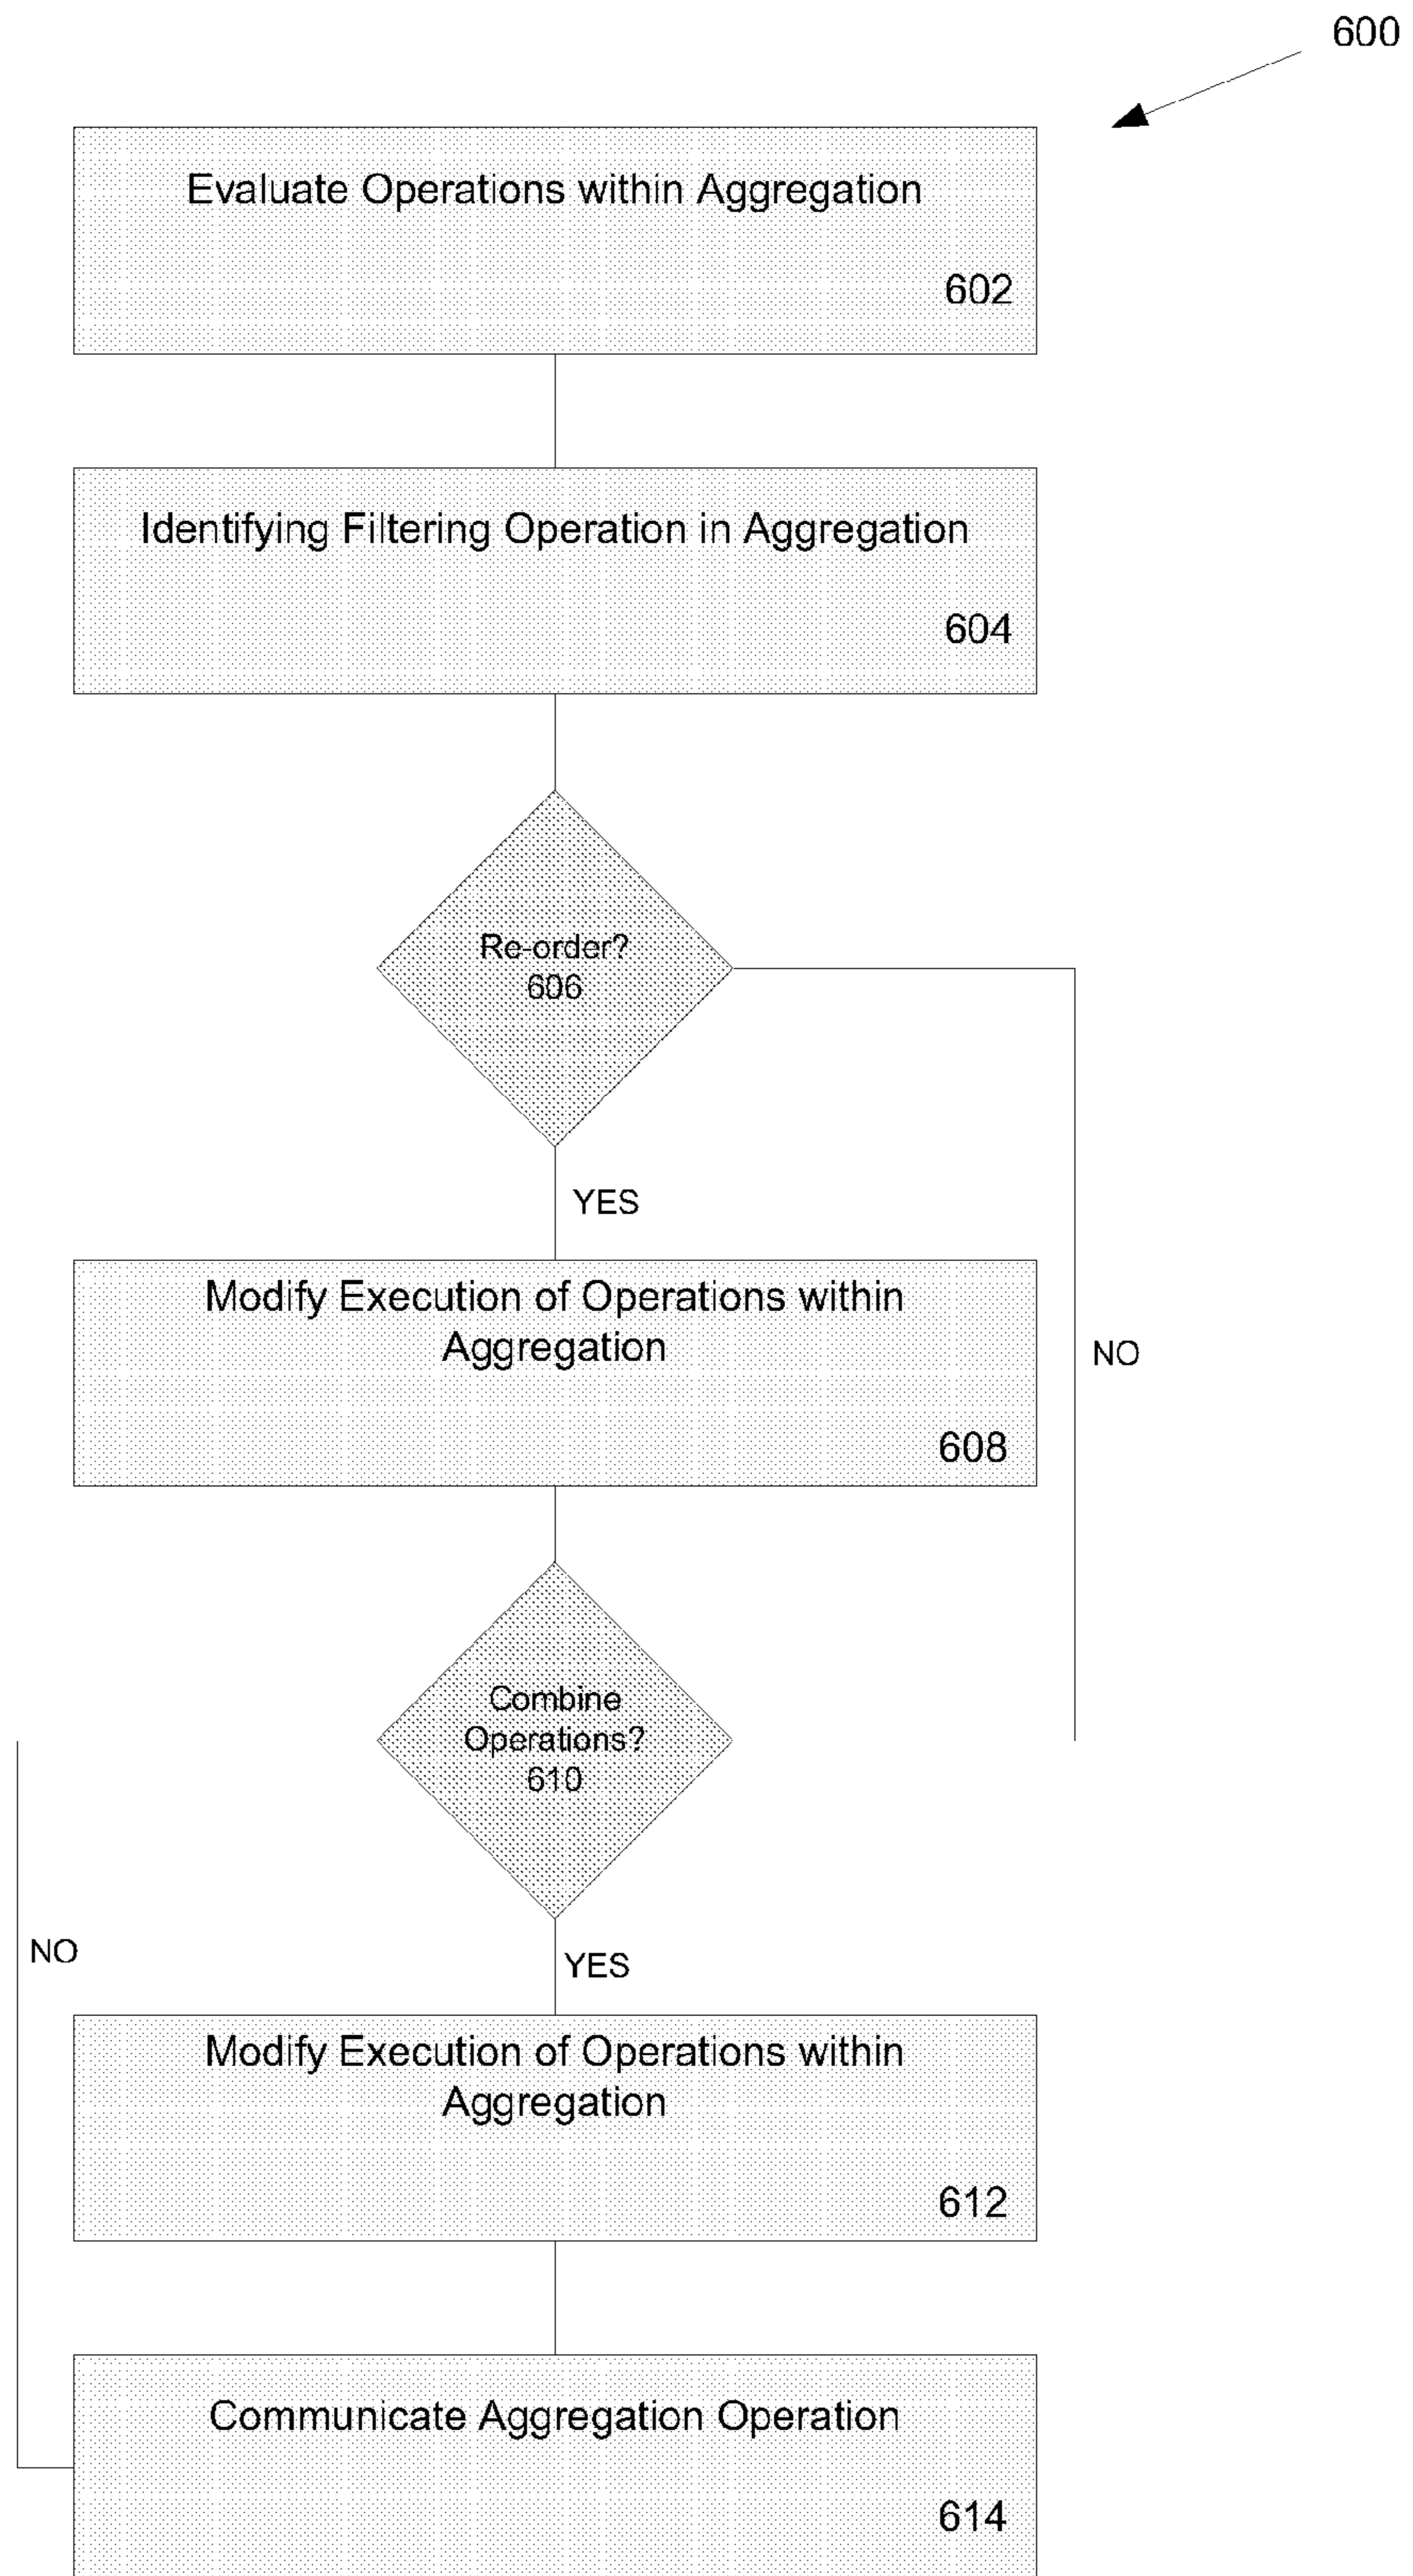 600
Evaluate Operations within Aggregation
602
Identifying Filtering Operation in Aggregation
604
Re-order?
606
YES
Modify Execution of Operations within
Aggregation
NO
608
Combine
Operations?
610
NO
YES
Modify Execution of Operations within
Aggregation
612
Communicate Aggregation Operation
614